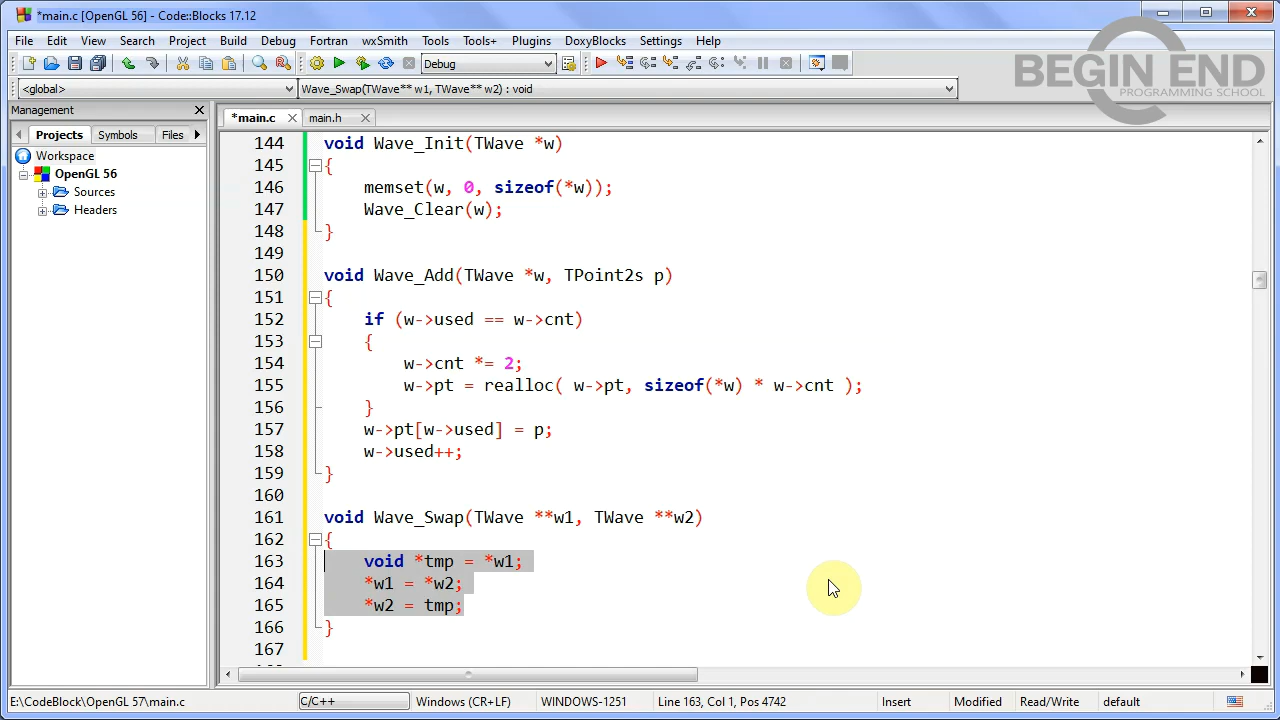 *main.c [OpenGL 56] - Code::Blocks 17.12
File Edit View Search Project Build Debug Fortran wxSmith Tools Tools+ Plugins DoxyBlocks Settings Help
BEGIN END
PROGRAMMING SCHOOL
Debug
<global> Wave_Swap(TWave** w1, TWave** w2) : void
Management
*main.c main.h
Projects Symbols Files
Workspace
OpenGL 56
Sources
Headers
144 void Wave_Init(TWave *w)
145 {
146 memset(w, 0, sizeof(*w));
147 Wave_Clear(w);
148 }
149
150 void Wave_Add(TWave *w, TPoint2s p)
151 {
152 if (w->used == w->cnt)
153 {
154 w->cnt *= 2;
155 w->pt = realloc( w->pt, sizeof(*w) * w->cnt );
156 }
157 w->pt[w->used] = p;
158 w->used++;
159 }
160
161 void Wave_Swap(TWave **w1, TWave **w2)
162 {
163 void *tmp = *w1;
164 *w1 = *w2;
165 *w2 = tmp;
166 }
167
E:\CodeBlock\OpenGL 57\main.c C/C++ Windows (CR+LF) WINDOWS-1251 Line 163, Col 1, Pos 4742 Insert Modified Read/Write default